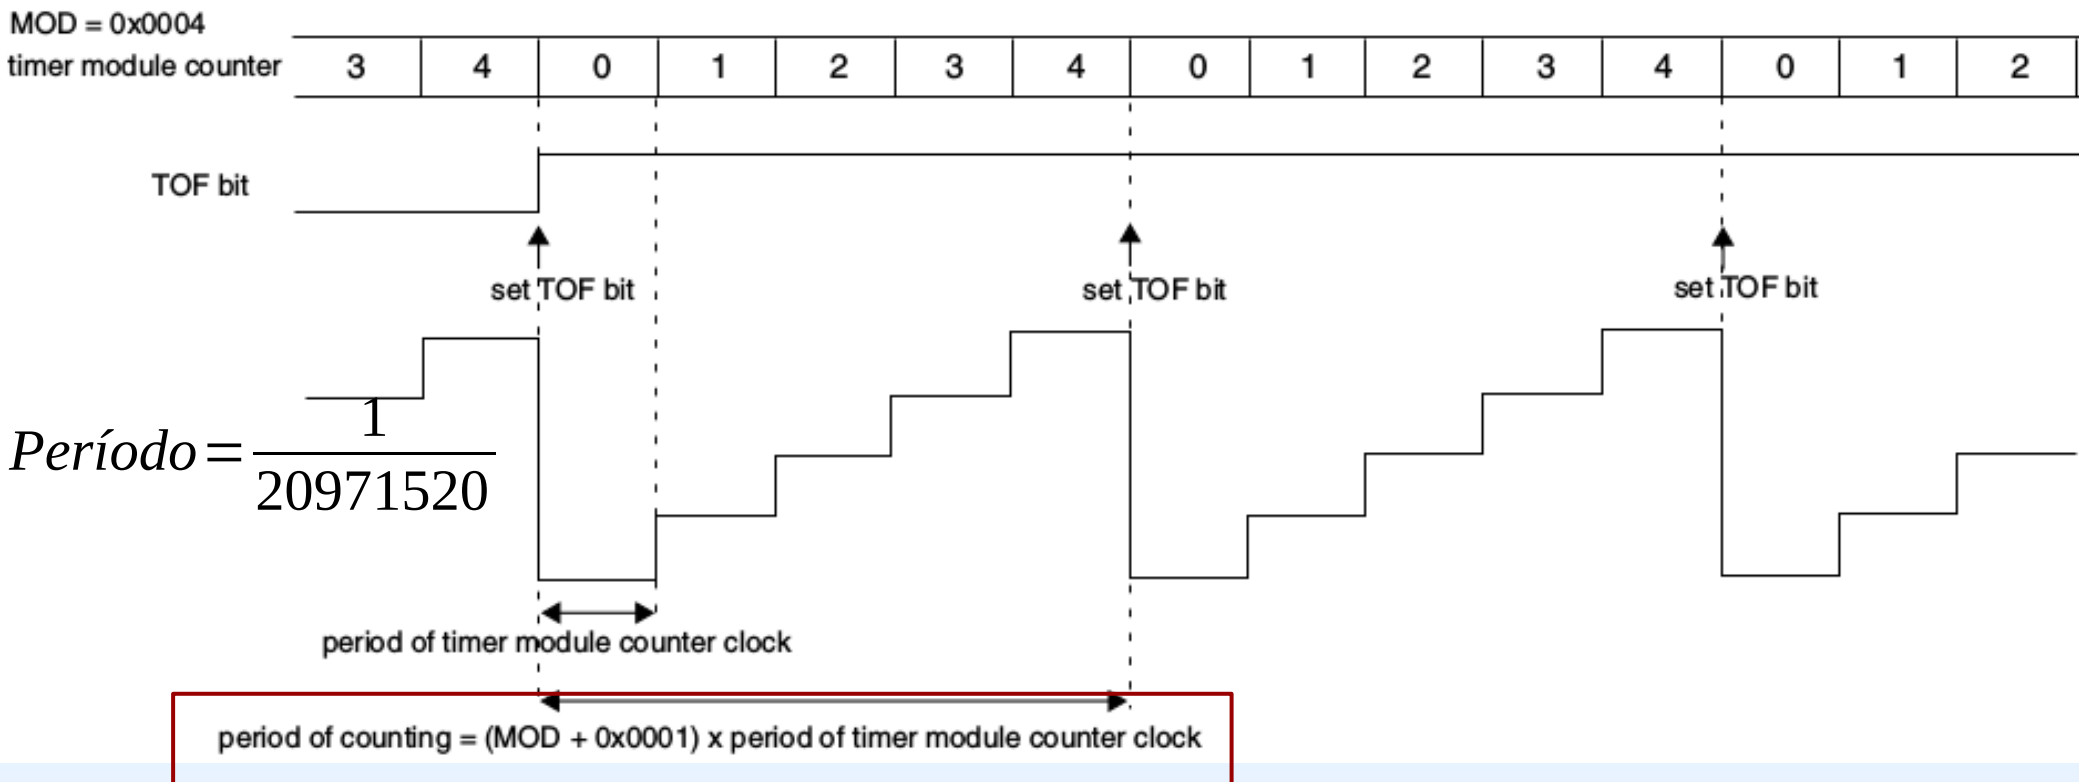 MOD = 0x0004
timer module counter 3 4 0 1 2 3 4 0 1 2 3 4 0 1 2
TOF bit
set TOF bit set TOF bit set TOF bit
1
Período=
20971520
period of timer module counter clock
period of counting = (MOD + 0x0001) x period of timer module counter clock